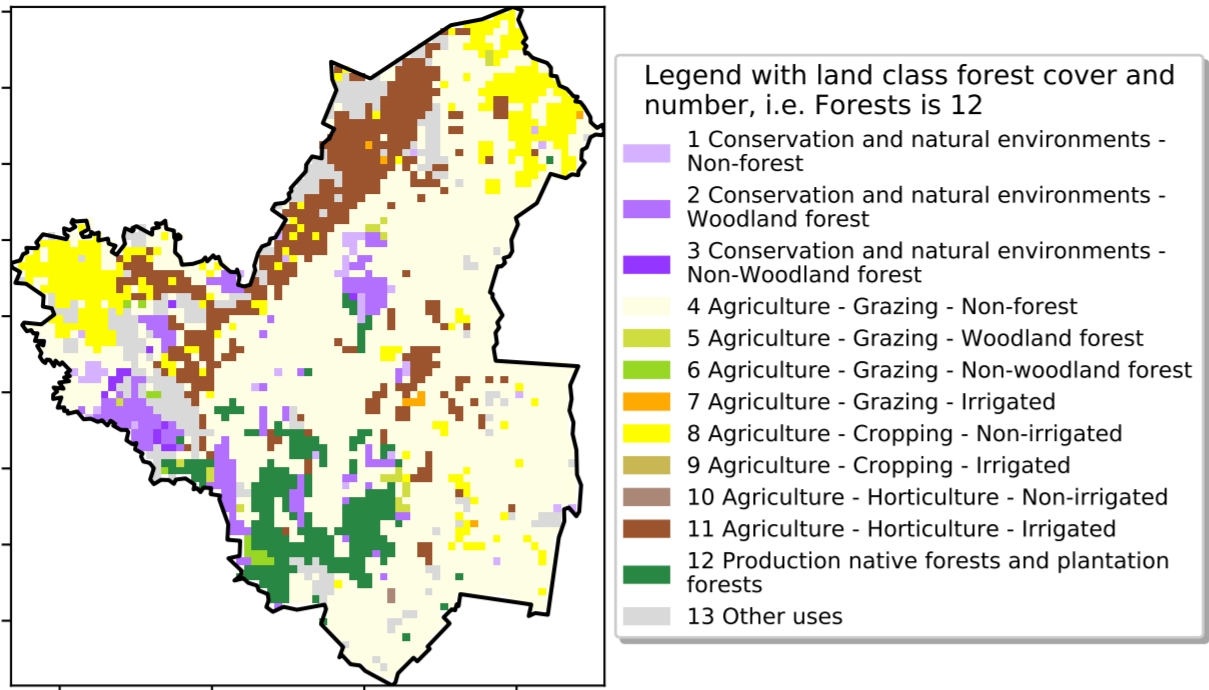 Legend with land class forest cover and
number, i.e. Forests is 12
1 Conservation and natural environments -
Non-forest
2 Conservation and natural environments -
Woodland forest
3 Conservation and natural environments -
Non-Woodland forest
4 Agriculture - Grazing - Non-forest
5 Agriculture - Grazing - Woodland forest
6 Agriculture - Grazing - Non-woodland forest
7 Agriculture - Grazing - Irrigated
8 Agriculture - Cropping - Non-irrigated
9 Agriculture - Cropping - Irrigated
10 Agriculture - Horticulture - Non-irrigated
11 Agriculture - Horticulture - Irrigated
12 Production native forests and plantation
forests
13 Other uses